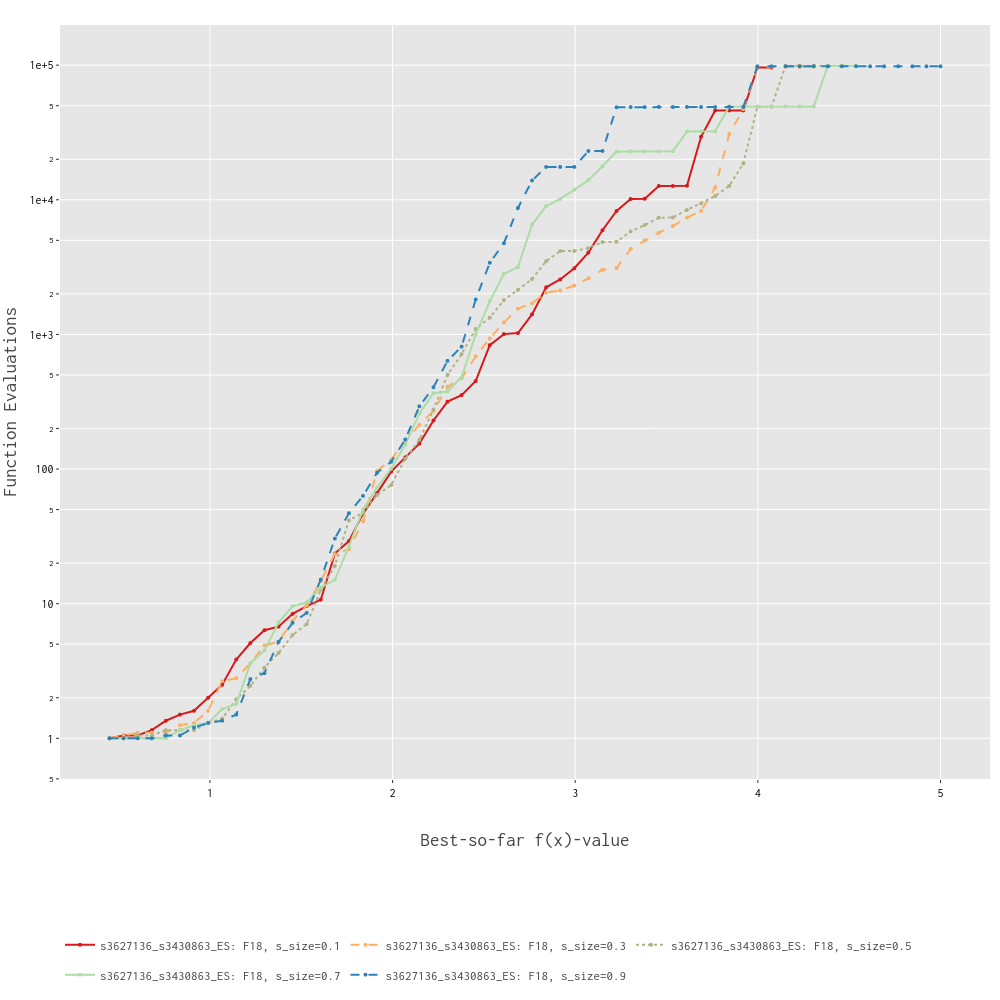 1e+5
5
2
1e+4
5
2
1e+3
5
2
100
5
2
10
5
2
1
5
Function Evaluations
1 2 3 4 5
Best-so-far f(x)-value
s3627136_s3430863_ES: F18, s_size=0.1 s3627136_s3430863_ES: F18, s_size=0.3 s3627136_s3430863_ES: F18, s_size=0.5
s3627136_s3430863_ES: F18, s_size=0.7 s3627136_s3430863_ES: F18, s_size=0.9